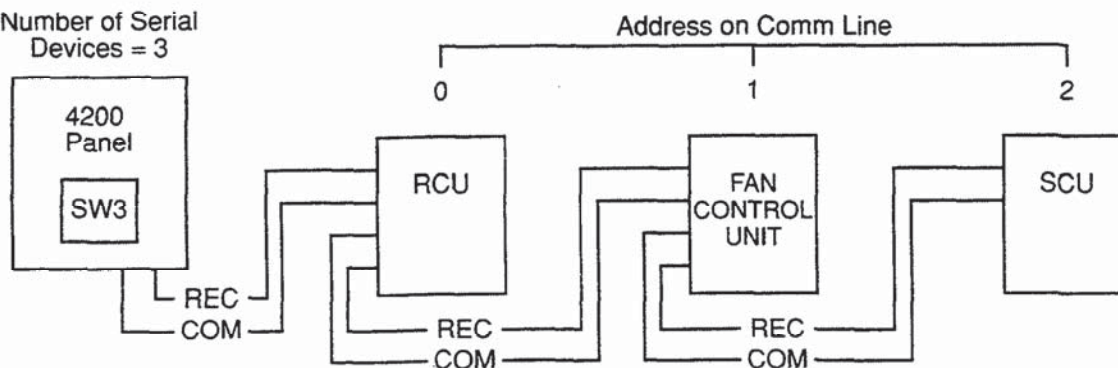 Number of Serial
Devices = 3
Address on Comm Line
0
1
2
4200
Panel
SW3
RCU
FAN
CONTROL
UNIT
SCU
REC
COM
REC
COM
REC
COM